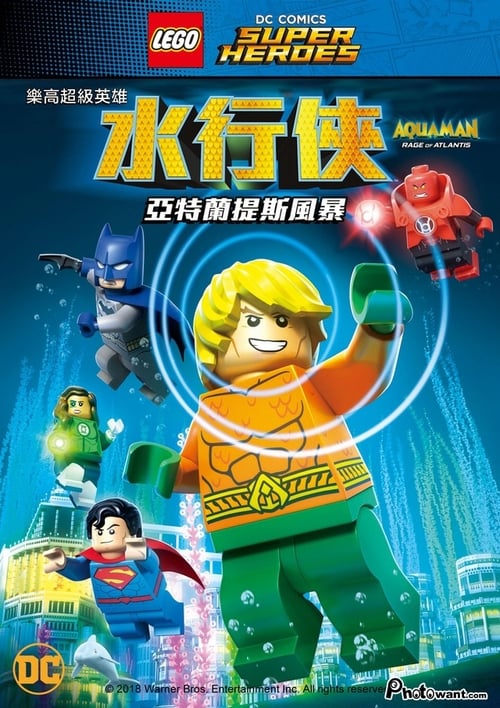 LEGO
DC COMICS
SUPER
HEROES
樂高超級英雄
水行俠
AQUAMAN
RAGE OF ATLANTIS
亞特蘭提斯風暴
DC
© 2018 Warner Bros. Entertainment Inc. All rights reserve
Photowant.com